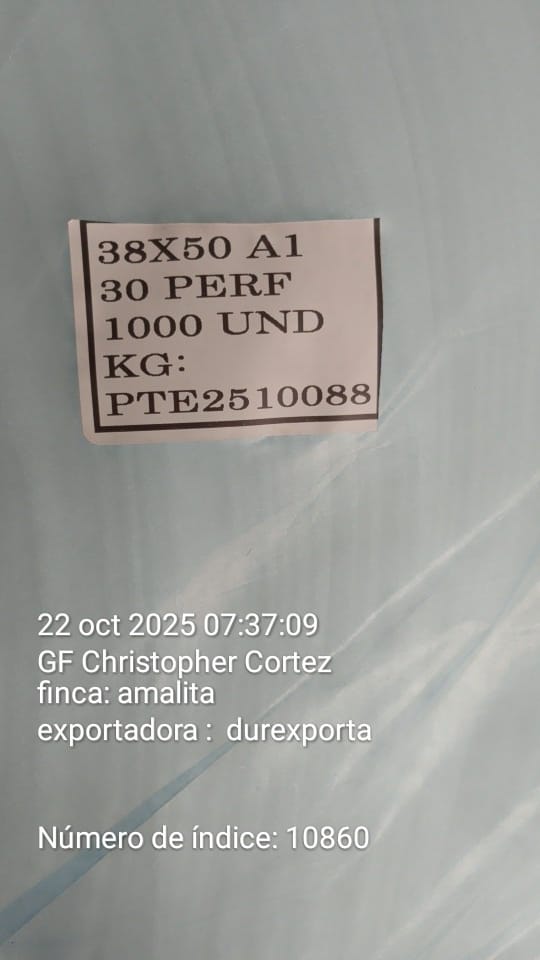 38X50 A1
30 PERF
1000 UND
KG:
PTE2510088
22 oct 2025 07:37:09
GF Christopher Cortez
finca: amalita
exportadora :  durexporta
Número de índice: 10860